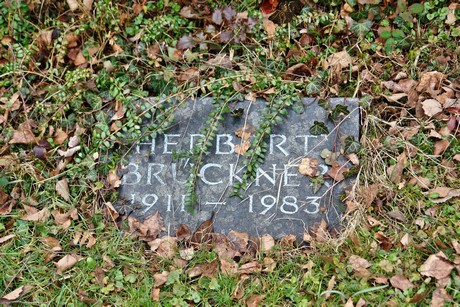 HERBERT
BRÜCKNER
1911 – 1983